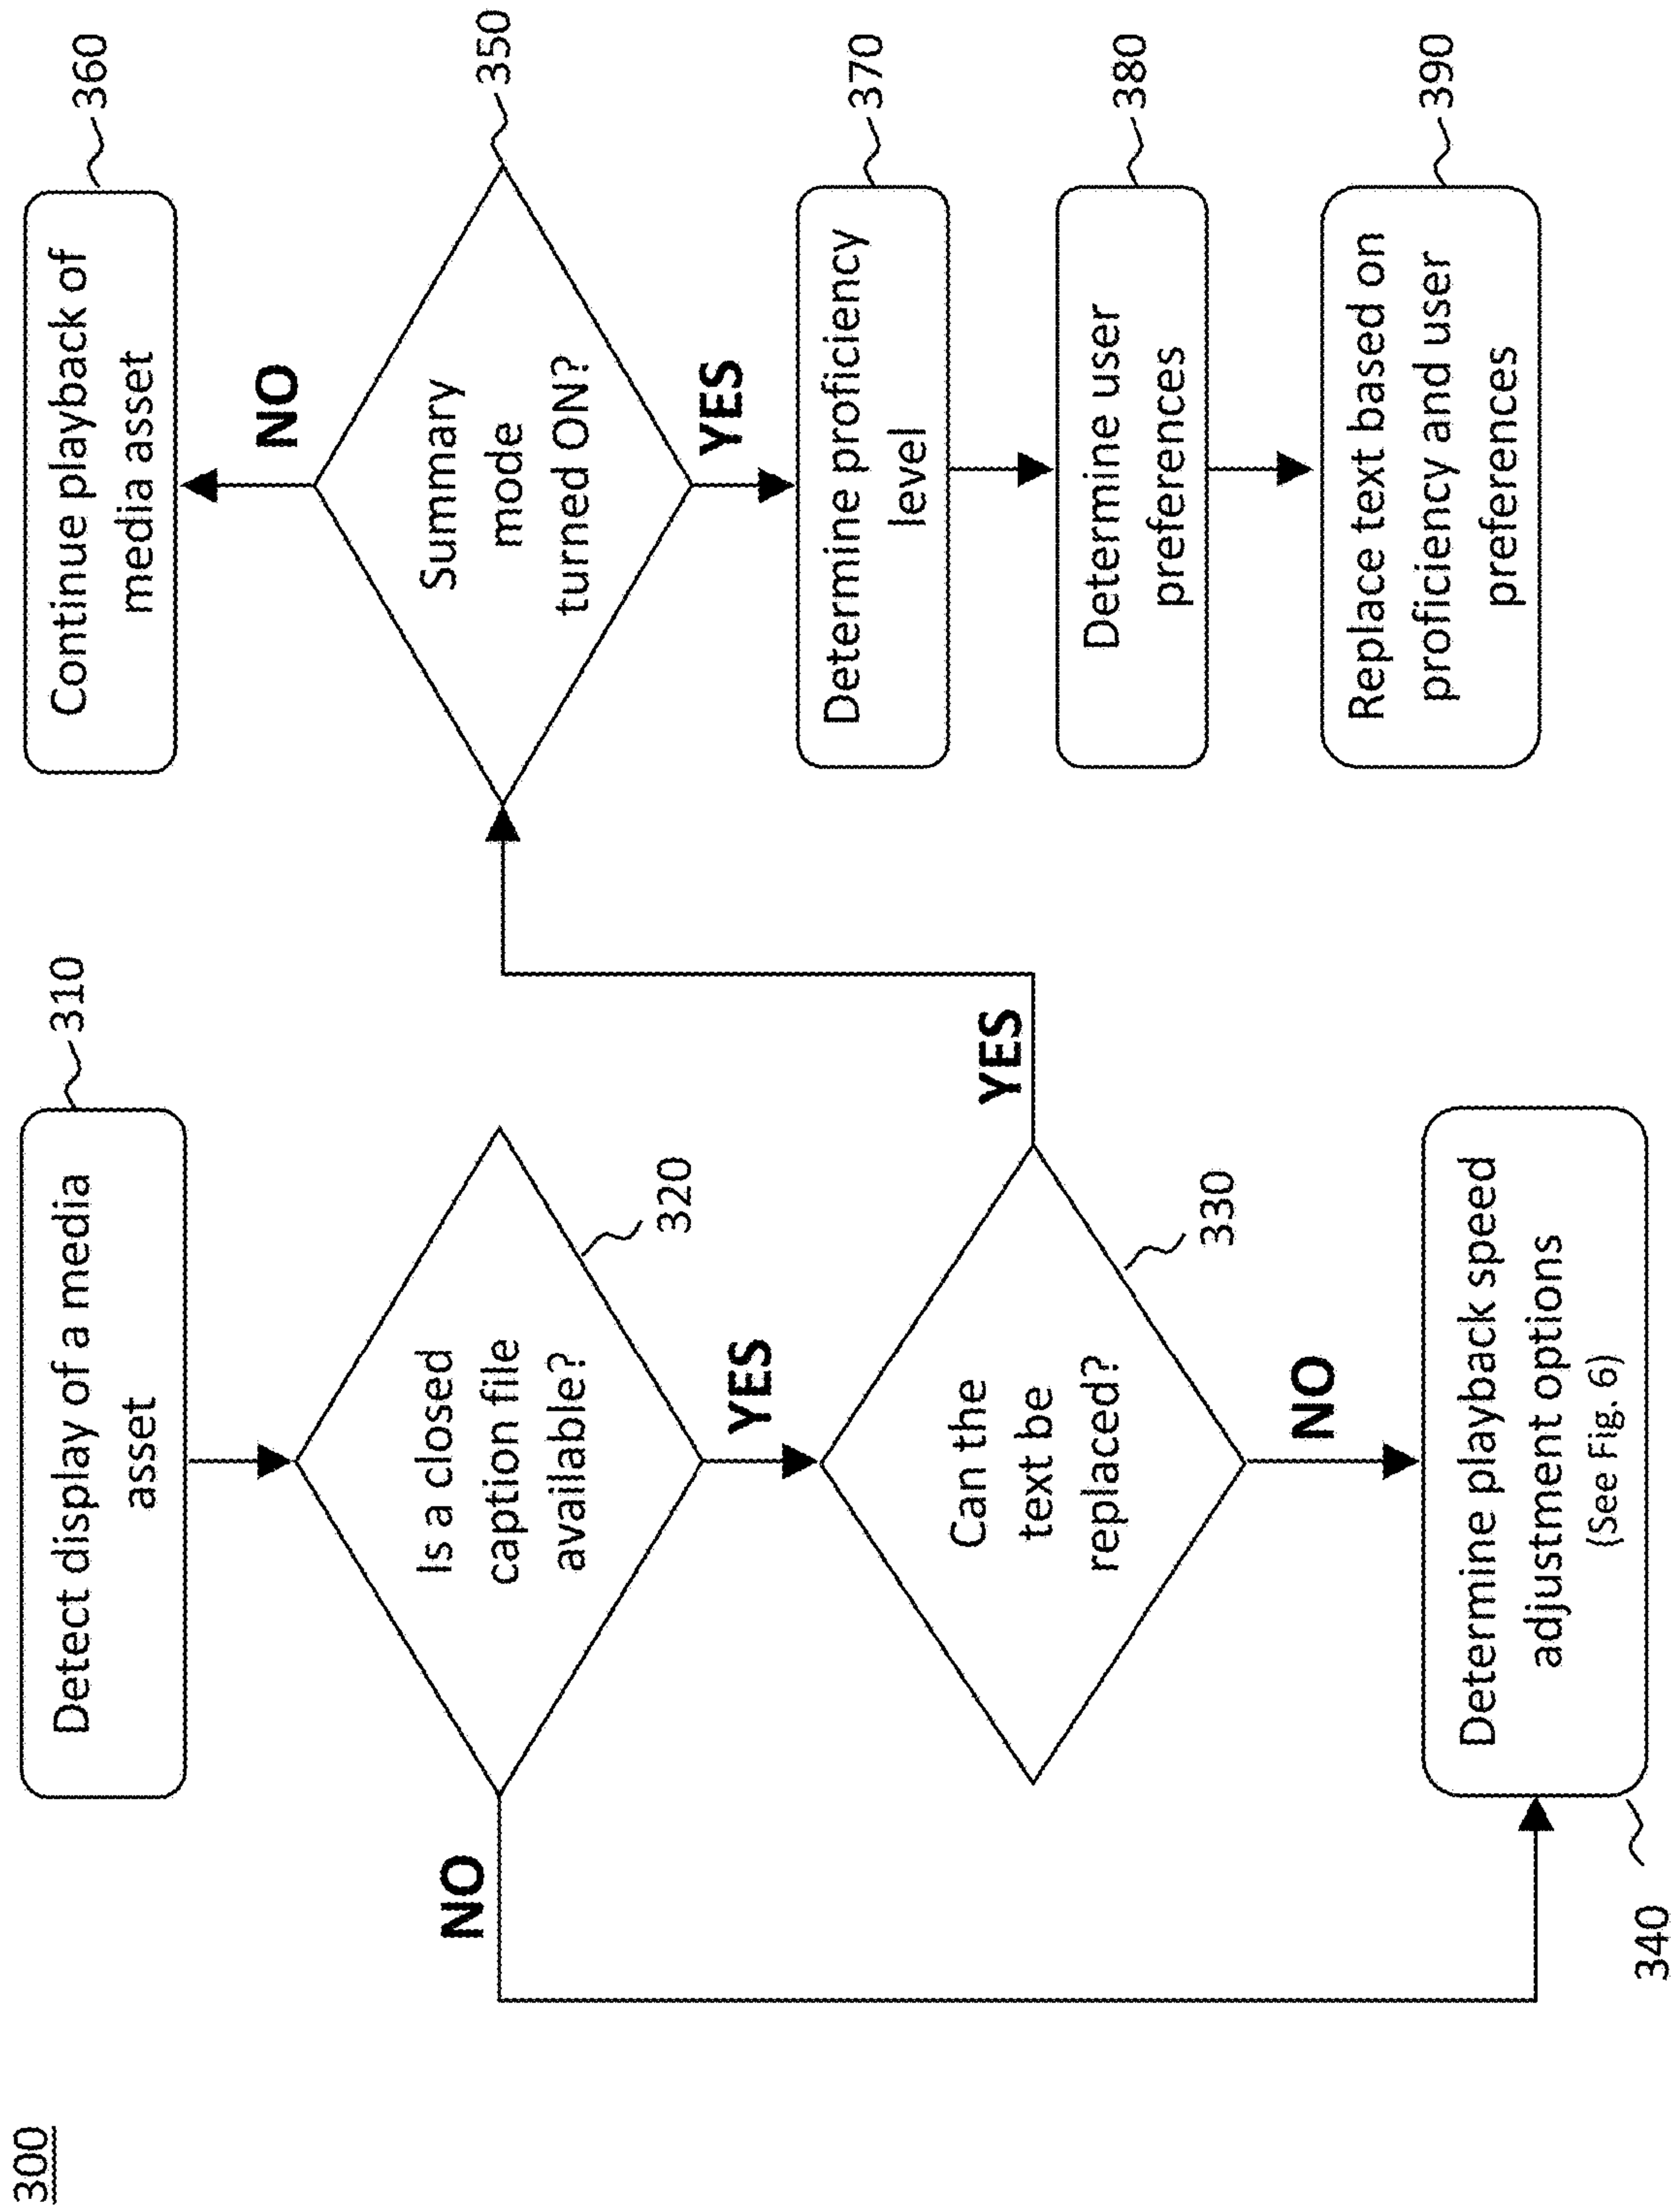 300
Detect display of a media
asset
310
Is a closed
caption file
available?
320
NO
YES
Can the
text be
replaced?
330
YES
NO
Determine playback speed
adjustment options
(See Fig. 6)
340
Continue playback of
media asset
360
NO
Summary
mode
turned ON?
350
YES
Determine proficiency
level
370
Determine user
preferences
380
Replace text based on
proficiency and user
preferences
390